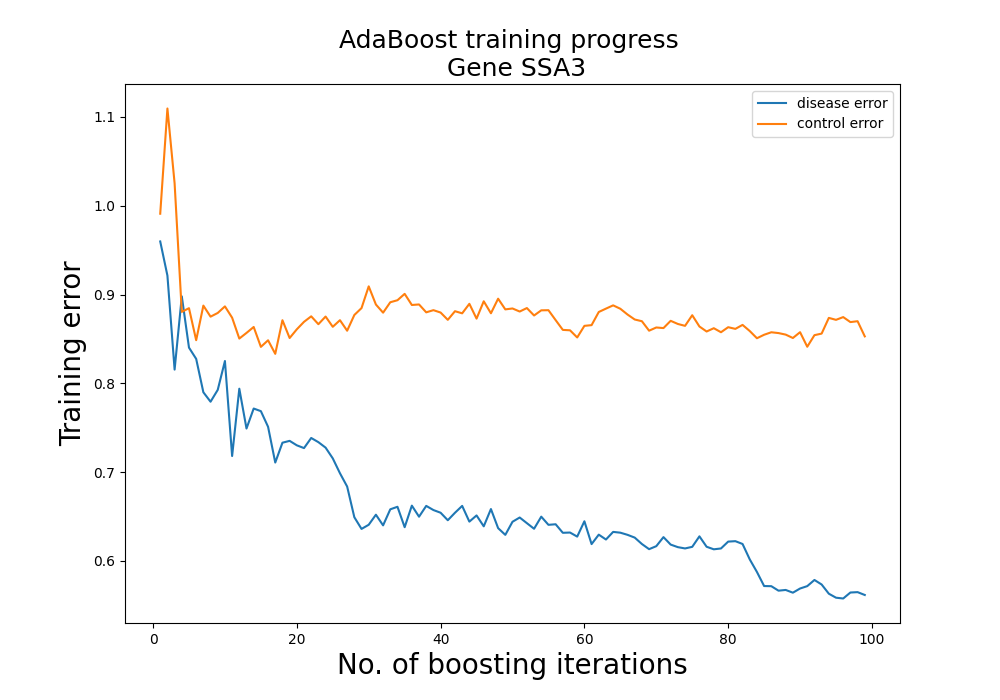 AdaBoost training progress
Gene SSA3
disease error
control error
Training error
1.1
1.0
0.9
0.8
0.7
0.6
0
20
40
60
80
100
No. of boosting iterations